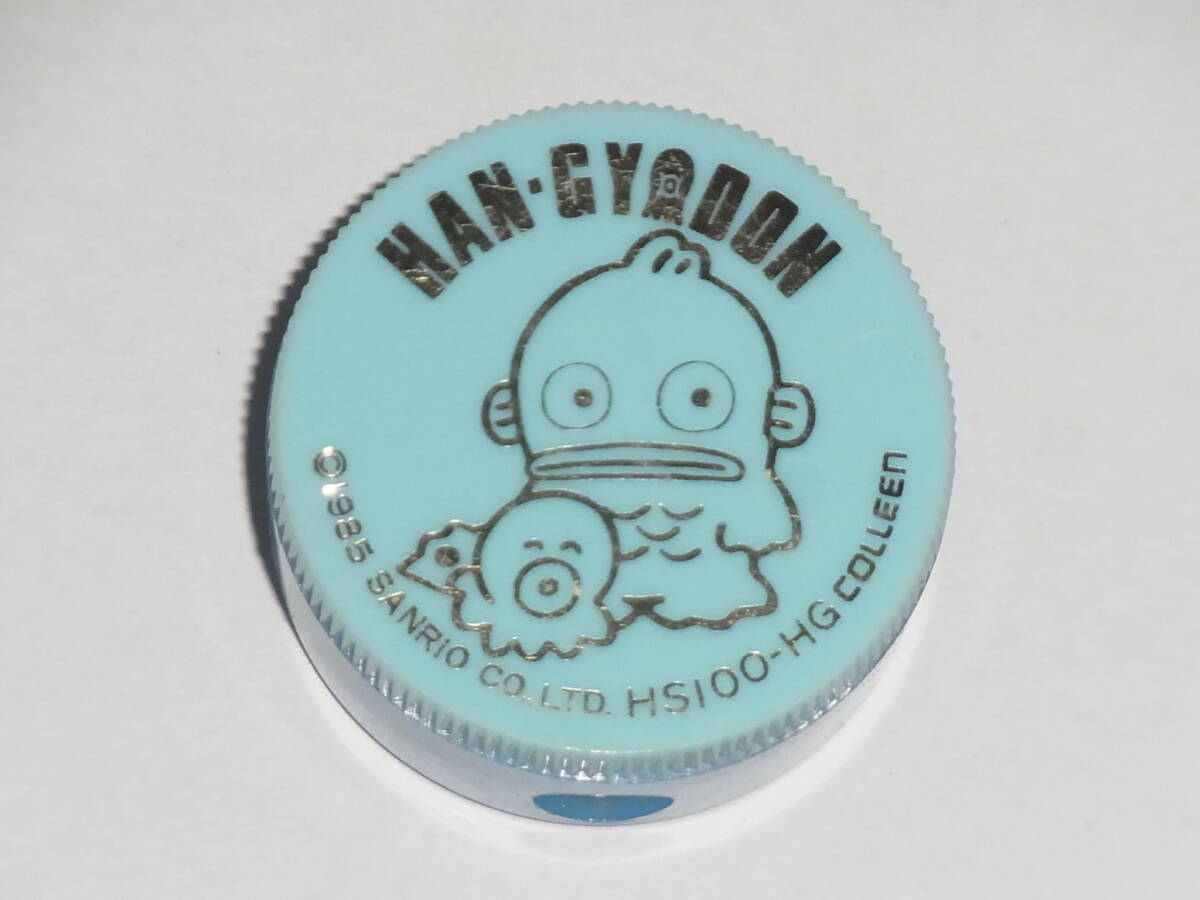 HAN-GYODON
©1985 SANRIO CO., LTD. HS100-HG COLLEEN